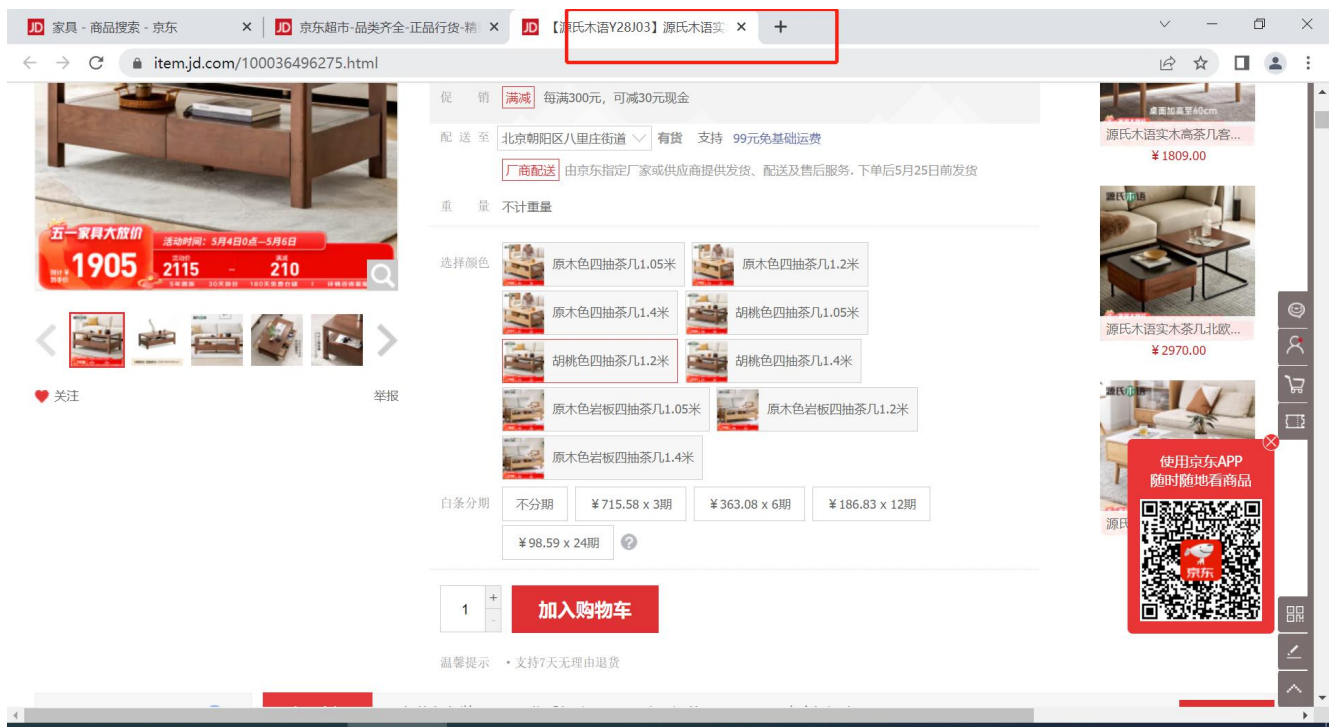 JD 家具 - 商品搜索 - 京东
JD 京东超市-品类齐全-正品行货-精
JD 【源氏木语Y28J03】源氏木语实
item.jd.com/100036496275.html
促 销 满减 每满300元，可减30元现金
配 送 至 北京朝阳区八里庄街道 有货 支持 99元免基础运费
厂商配送 由京东指定厂家或供应商提供发货、配送及售后服务. 下单后5月25日前发货
重 量 不计重量
选择颜色
原木色四抽茶几1.05米
原木色四抽茶几1.2米
原木色四抽茶几1.4米
胡桃色四抽茶几1.05米
胡桃色四抽茶几1.2米
胡桃色四抽茶几1.4米
原木色岩板四抽茶几1.05米
原木色岩板四抽茶几1.2米
原木色岩板四抽茶几1.4米
白条分期
不分期
¥715.58 x 3期
¥363.08 x 6期
¥186.83 x 12期
¥98.59 x 24期
1
+
-
加入购物车
温馨提示 · 支持7天无理由退货
五一家具大放价
活动时间：5月4日0点—5月6日
1905
活动价
2115
-
满减
210
关注
举报
桌面加高至60cm
源氏木语实木高茶几客...
¥1809.00
源氏木语
源氏木语实木茶几北欧...
¥2970.00
源氏木语
使用京东APP
随时随地看商品
京东